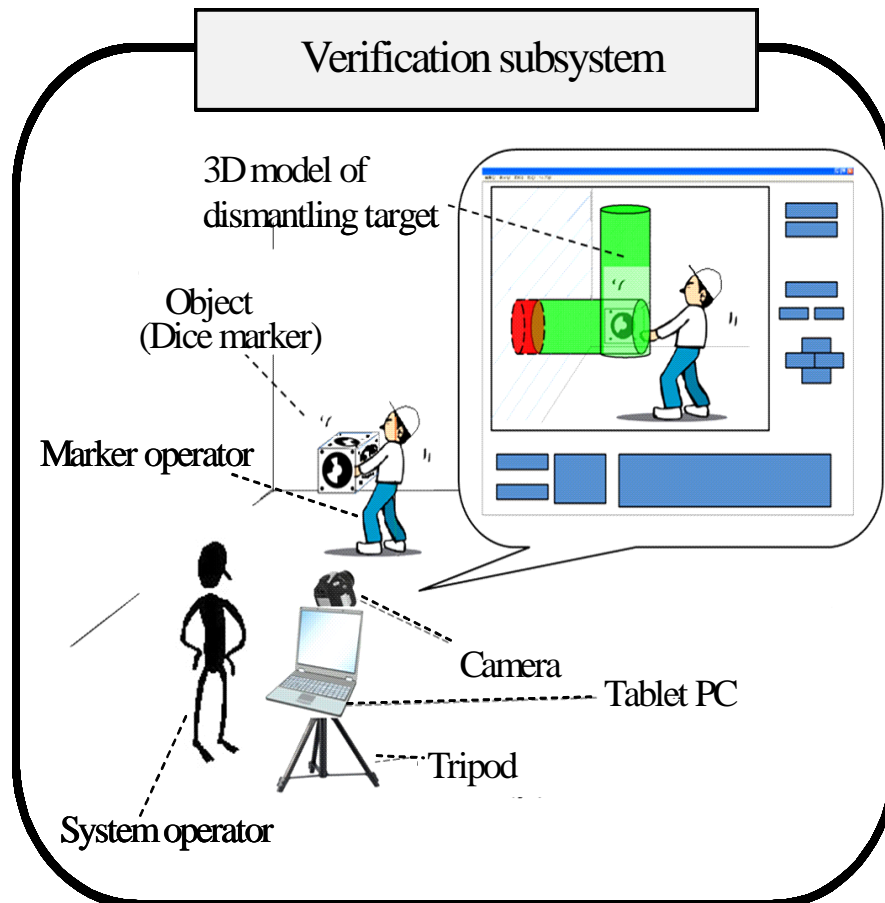 Verification subsystem
3D model of
dismantling target
Object
(Dice marker)
Marker operator
Camera
Tablet PC
Tripod
System operator